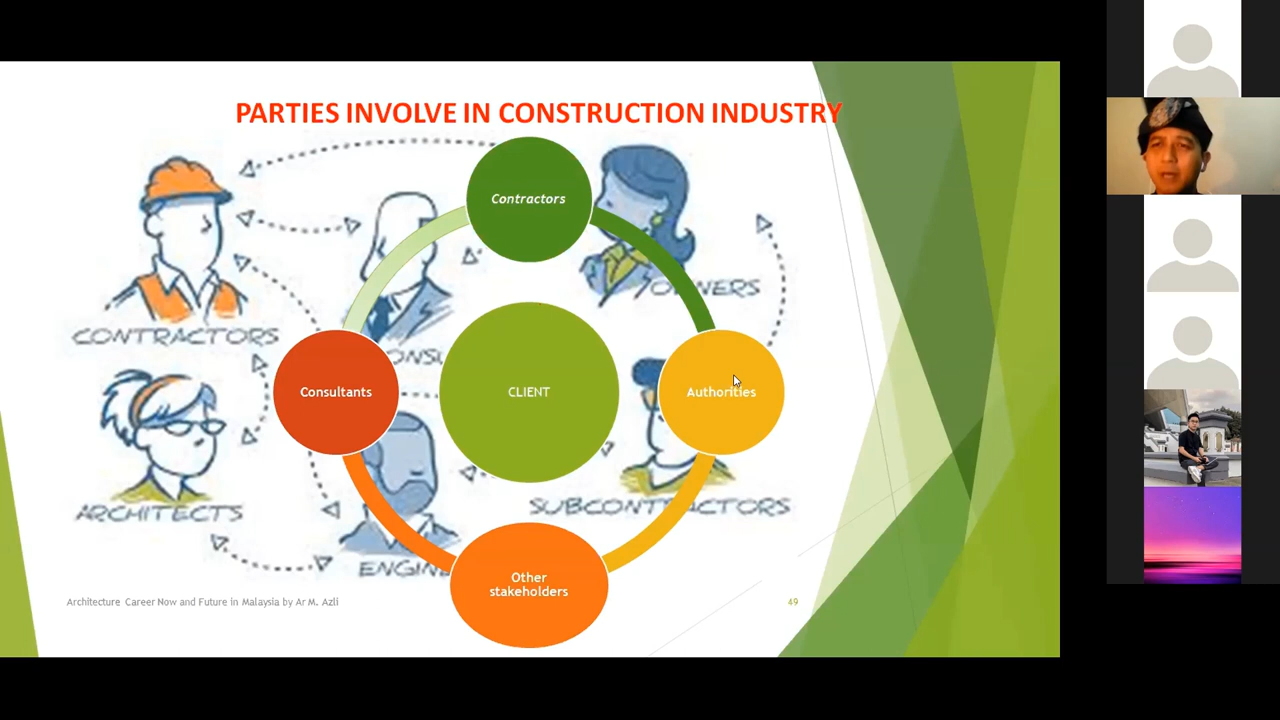 PARTIES INVOLVE IN CONSTRUCTION INDUSTRY
Contractors
OWNERS
CONTRACTORS
Consultants
CLIENT
Authorities
ARCHITECTS
SUBCONTRACTORS
Other
stakeholders
Architecture Career Now and Future in Malaysia by Ar M. Azli
49